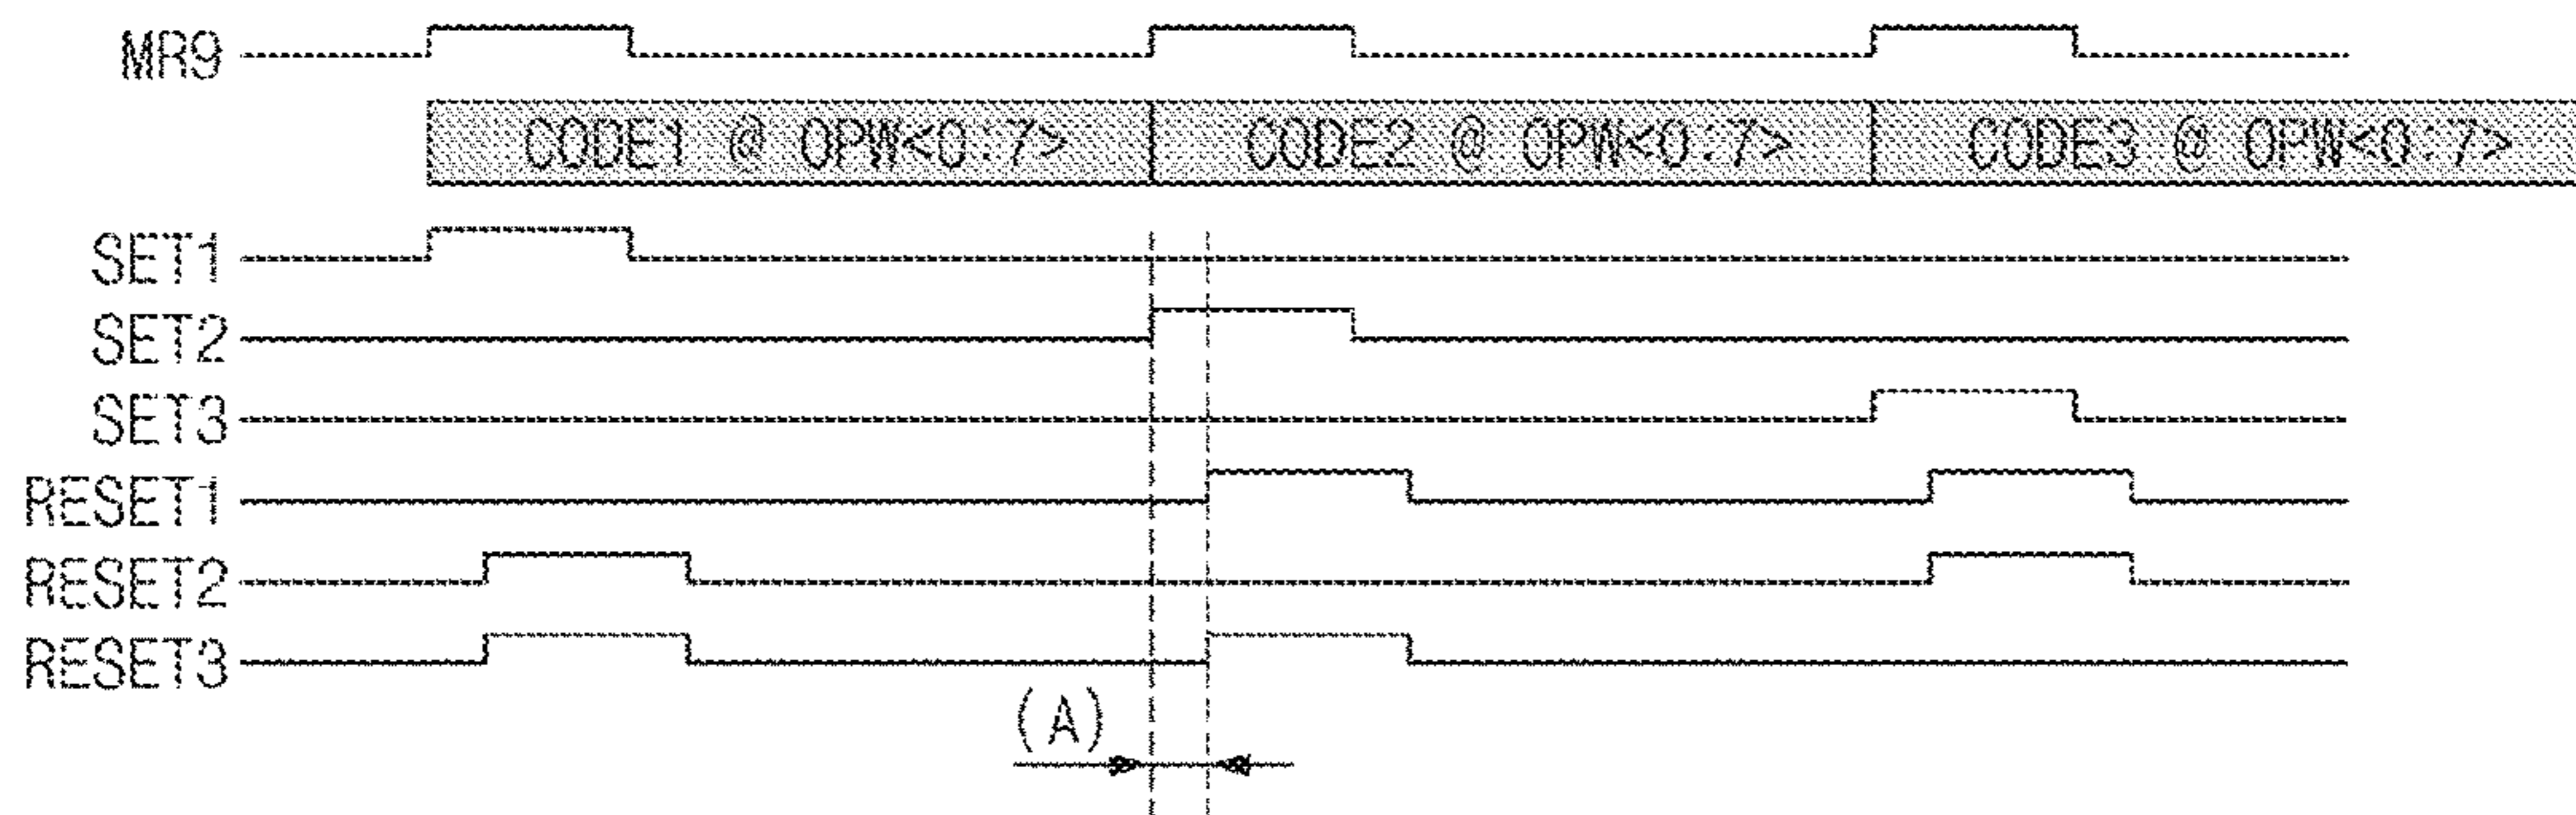 MR9
CODE1 @ OPW<0:7> CODE2 @ OPW<0:7> CODE3 @ OPW<0:7>
SET1
SET2
SET3
RESET1
RESET2
RESET3
(A)